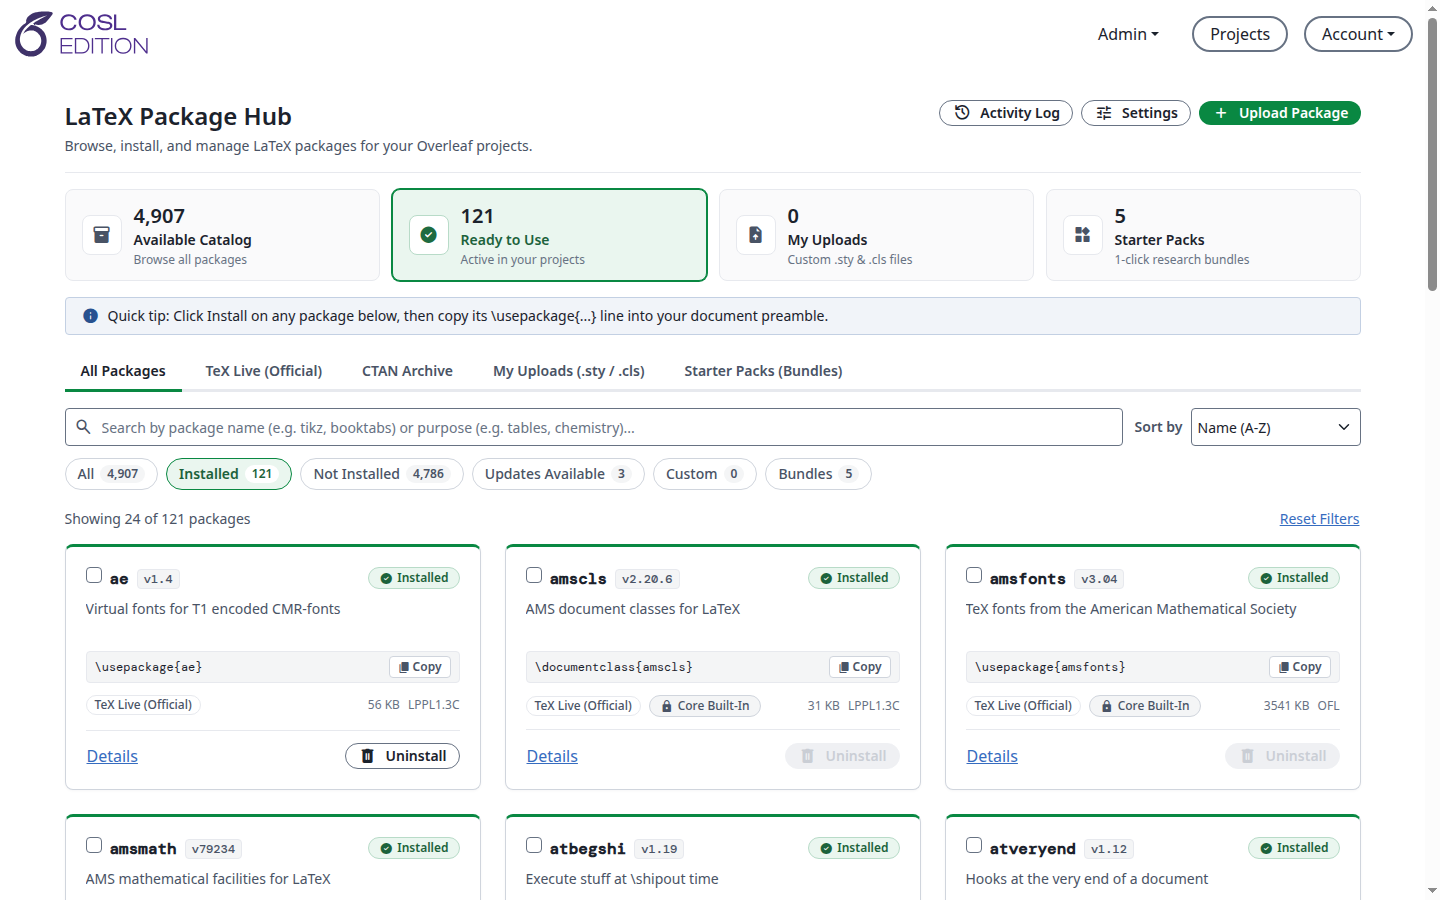 COSL
EDITION
Admin
Projects
Account
LaTeX Package Hub
Browse, install, and manage LaTeX packages for your Overleaf projects.
Activity Log
Settings
Upload Package
4,907
Available Catalog
Browse all packages
121
Ready to Use
Active in your projects
0
My Uploads
Custom .sty & .cls files
5
Starter Packs
1-click research bundles
Quick tip: Click Install on any package below, then copy its \usepackage{...} line into your document preamble.
All Packages
TeX Live (Official)
CTAN Archive
My Uploads (.sty / .cls)
Starter Packs (Bundles)
Search by package name (e.g. tikz, booktabs) or purpose (e.g. tables, chemistry)...
Sort by
Name (A-Z)
All 4,907
Installed 121
Not Installed 4,786
Updates Available 3
Custom 0
Bundles 5
Showing 24 of 121 packages
Reset Filters
ae v1.4
Installed
Virtual fonts for T1 encoded CMR-fonts
\usepackage{ae}
Copy
TeX Live (Official)
56 KB LPPL1.3C
Details
Uninstall
amscls v2.20.6
Installed
AMS document classes for LaTeX
\documentclass{amscls}
Copy
TeX Live (Official)
Core Built-In
31 KB LPPL1.3C
Details
Uninstall
amsfonts v3.04
Installed
TeX fonts from the American Mathematical Society
\usepackage{amsfonts}
Copy
TeX Live (Official)
Core Built-In
3541 KB OFL
Details
Uninstall
amsmath v79234
Installed
AMS mathematical facilities for LaTeX
atbegshi v1.19
Installed
Execute stuff at \shipout time
atveryend v1.12
Installed
Hooks at the very end of a document